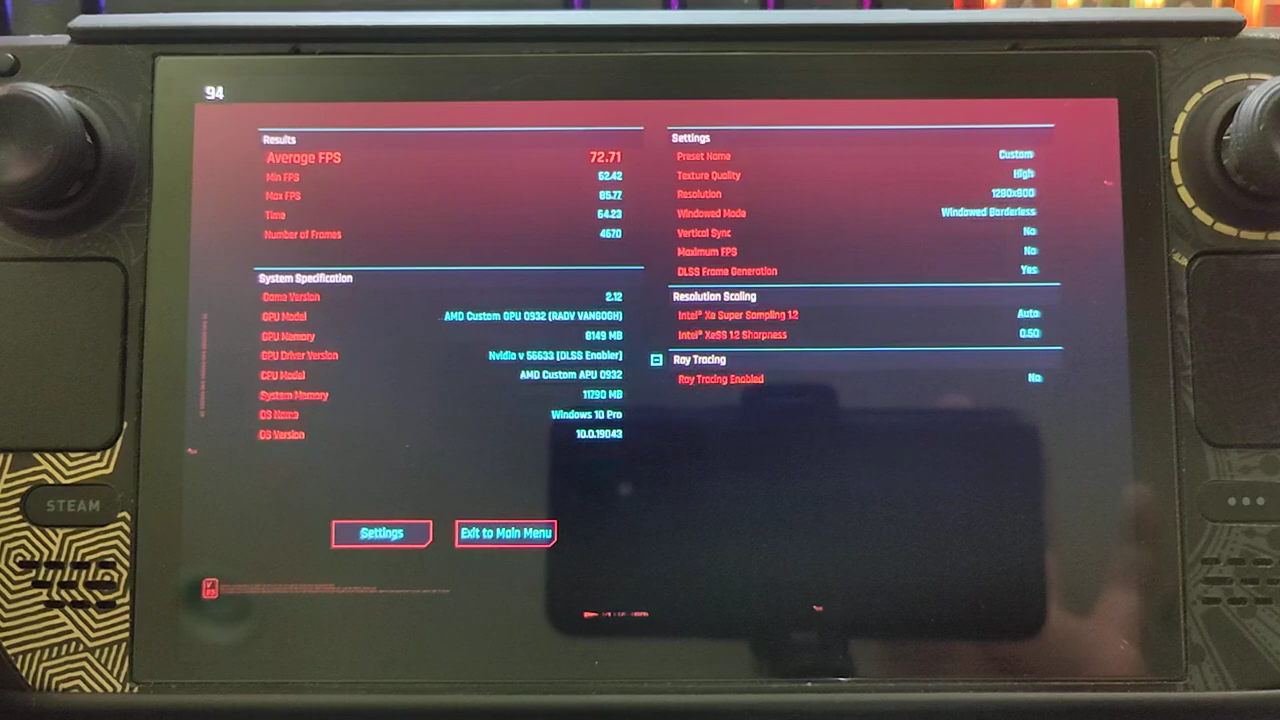 94
Results
Average FPS 72.71
Min FPS 62.42
Max FPS 85.77
Time 64.23
Number of Frames 4670
System Specification
Game Version 2.12
GPU Model AMD Custom GPU 0932 (RADV VANGOGH)
GPU Memory 8149 MB
GPU Driver Version Nvidia v 56633 [DLSS Enabler]
CPU Model AMD Custom APU 0932
System Memory 11790 MB
OS Name Windows 10 Pro
OS Version 10.0.19043
Settings
Preset Name Custom
Texture Quality High
Resolution 1280x800
Windowed Mode Windowed Borderless
Vertical Sync No
Maximum FPS No
DLSS Frame Generation Yes
Resolution Scaling
Intel® Xe Super Sampling 1.2 Auto
Intel® XeSS 1.2 Sharpness 0.50
Ray Tracing
Ray Tracing Enabled No
Settings
Exit to Main Menu
STEAM